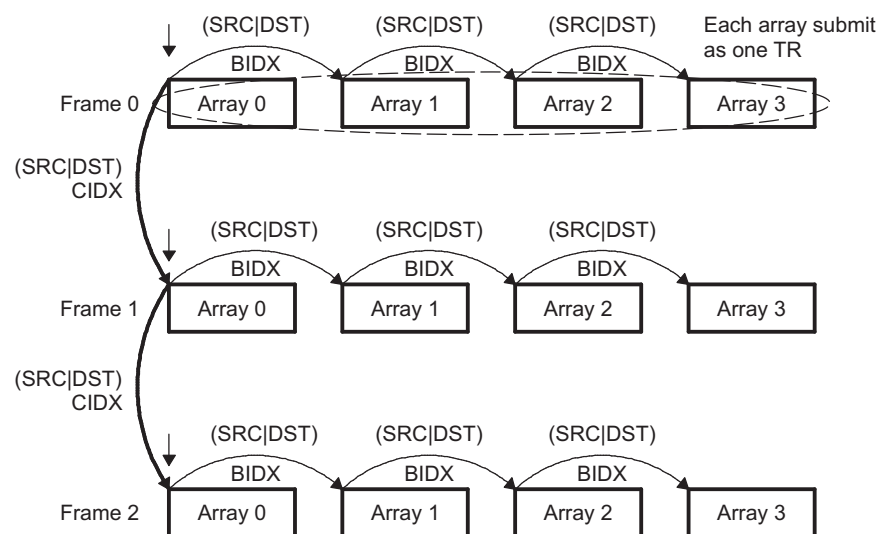 (SRC|DST) (SRC|DST) (SRC|DST) Each array submit
as one TR
BIDX BIDX BIDX
Frame 0 Array 0 Array 1 Array 2 Array 3
(SRC|DST)
CIDX
(SRC|DST) (SRC|DST) (SRC|DST)
BIDX BIDX BIDX
Frame 1 Array 0 Array 1 Array 2 Array 3
(SRC|DST)
CIDX
(SRC|DST) (SRC|DST) (SRC|DST)
BIDX BIDX BIDX
Frame 2 Array 0 Array 1 Array 2 Array 3